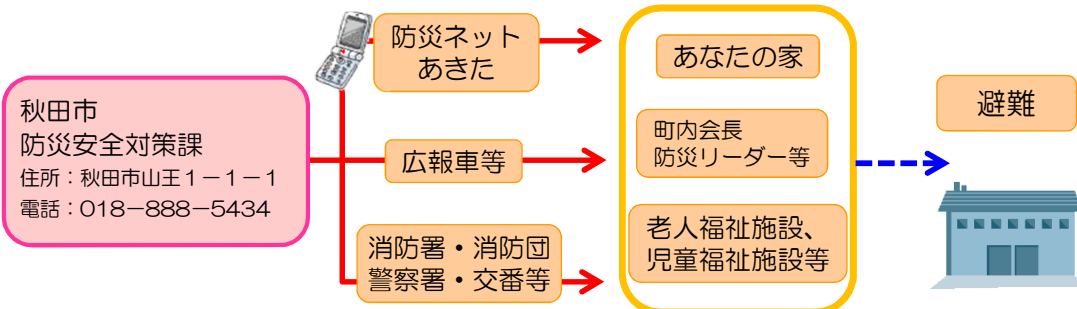 秋田市
防災安全対策課
住所：秋田市山王１－１－１
電話：０１８－８８８－５４３４
防災ネット
あきた
広報車等
消防署・消防団
警察署・交番等
あなたの家
町内会長
防災リーダー等
老人福祉施設、
児童福祉施設等
避難